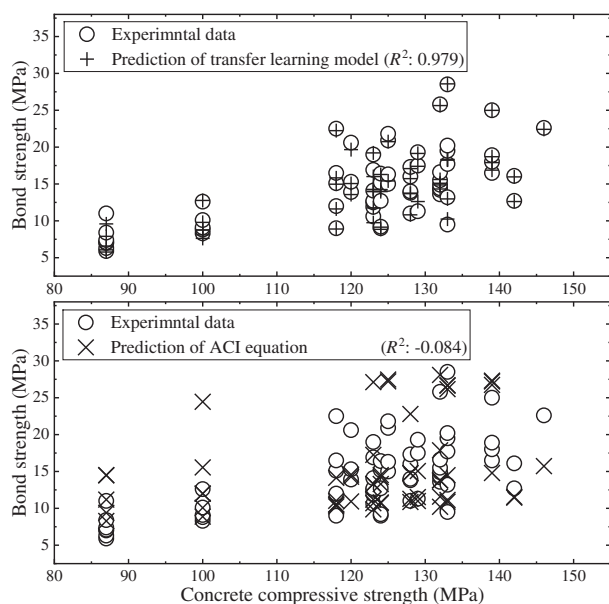 Experimntal data
Prediction of transfer learning model (R²: 0.979)
Bond strength (MPa)
35
30
25
20
15
10
5
80 90 100 110 120 130 140 150
Experimntal data
Prediction of ACI equation (R²: -0.084)
Bond strength (MPa)
35
30
25
20
15
10
5
80 90 100 110 120 130 140 150
Concrete compressive strength (MPa)